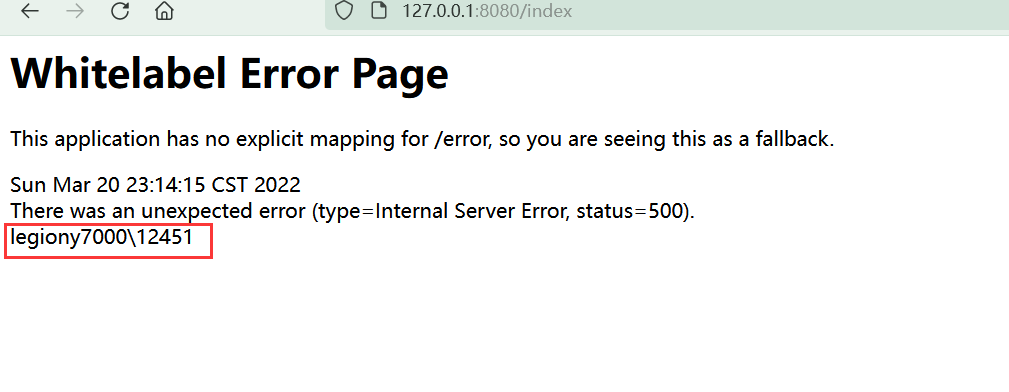 127.0.0.1:8080/index
Whitelabel Error Page
This application has no explicit mapping for /error, so you are seeing this as a fallback.
Sun Mar 20 23:14:15 CST 2022
There was an unexpected error (type=Internal Server Error, status=500).
legiony7000\12451